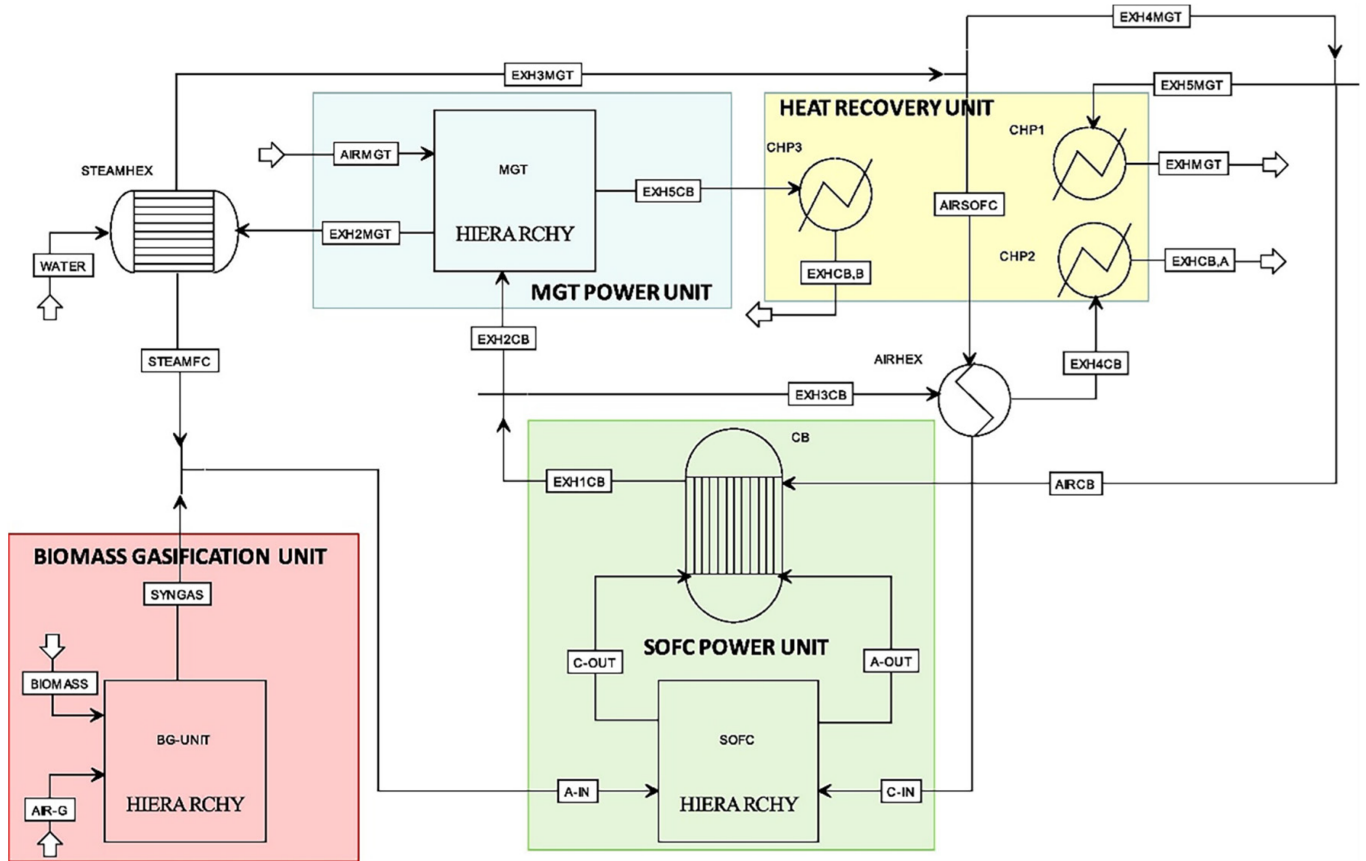 EXH4MGT
EXH3MGT
EXH5MGT
HEAT RECOVERY UNIT
CHP1
AIRMGT
MGT
CHP3
EXHMGT
STEAMHEX
EXH5CB
AIRSOFC
EXH2MGT
HIERARCHY
CHP2
EXHCB,A
WATER
EXHCB,B
MGT POWER UNIT
EXH2CB
STEAMFC
AIRHEX
EXH4CB
EXH3CB
CB
EXH1CB
AIRCB
BIOMASS GASIFICATION UNIT
SYNGAS
SOFC POWER UNIT
C-OUT
A-OUT
BIOMASS
BG-UNIT
SOFC
A-IN
C-IN
AIR-G
HIERARCHY
HIERARCHY